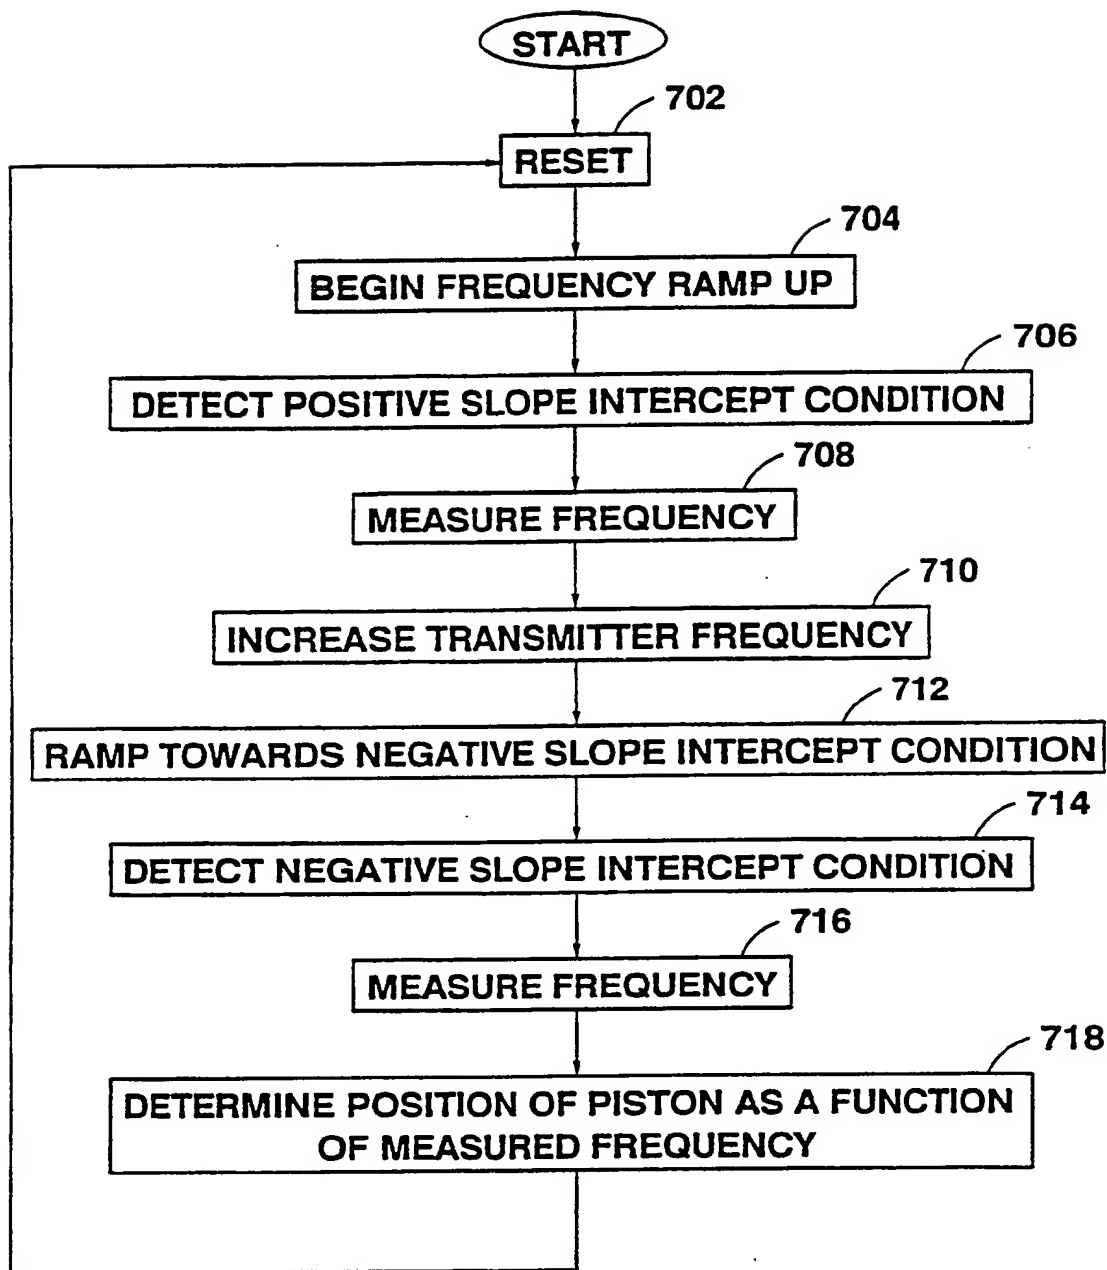 START
702
RESET
704
BEGIN FREQUENCY RAMP UP
706
DETECT POSITIVE SLOPE INTERCEPT CONDITION
708
MEASURE FREQUENCY
710
INCREASE TRANSMITTER FREQUENCY
712
RAMP TOWARDS NEGATIVE SLOPE INTERCEPT CONDITION
714
DETECT NEGATIVE SLOPE INTERCEPT CONDITION
716
MEASURE FREQUENCY
718
DETERMINE POSITION OF PISTON AS A FUNCTION
OF MEASURED FREQUENCY